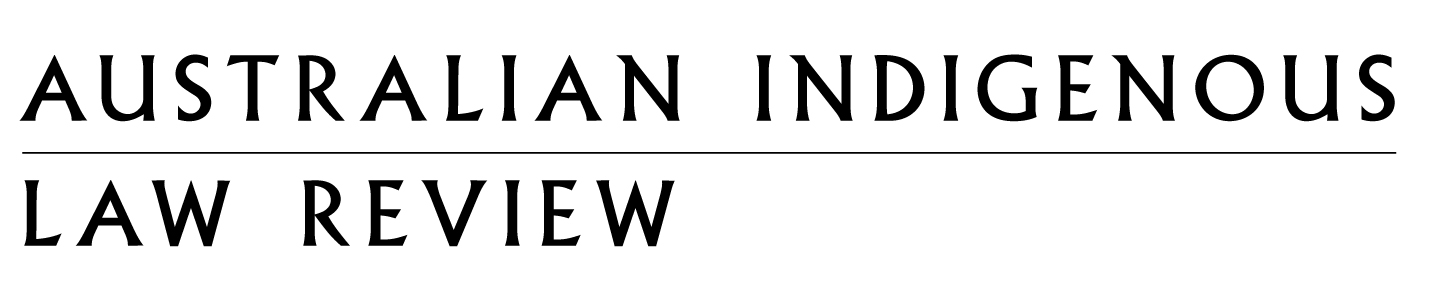 AUSTRALIAN INDIGENOUS
LAW REVIEW